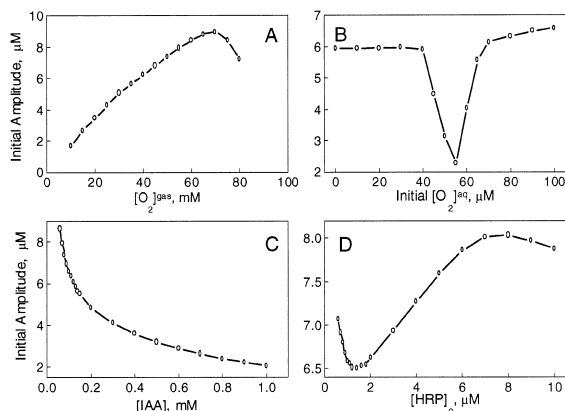 A
Initial Amplitude, μM
10
8
6
4
2
0
0 20 40 60 80 100
[O₂]ᵍᵃˢ, mM
B
7
6
5
4
3
2
0 20 40 60 80 100
Initial [O₂]ᵃq, μM
C
Initial Amplitude, μM
8
6
4
2
0.0 0.2 0.4 0.6 0.8 1.0
[IAA], mM
D
8.0
7.5
7.0
6.5
0 2 4 6 8 10
[HRP]₀, μM